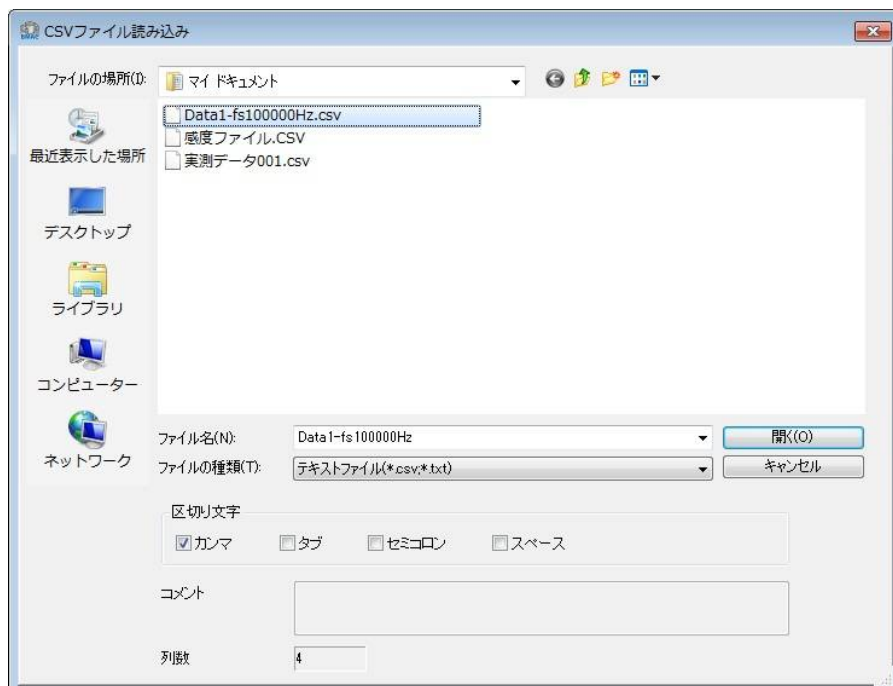 CSVファイル読み込み
ファイルの場所(I):
マイ ドキュメント
最近表示した場所
デスクトップ
ライブラリ
コンピューター
ネットワーク
Data1-fs100000Hz.csv
感度ファイル.CSV
実測データ001.csv
ファイル名(N):
Data1-fs100000Hz
開く(O)
ファイルの種類(T):
テキストファイル(*.csv;*.txt)
キャンセル
区切り文字
カンマ タブ セミコロン スペース
コメント
列数
4